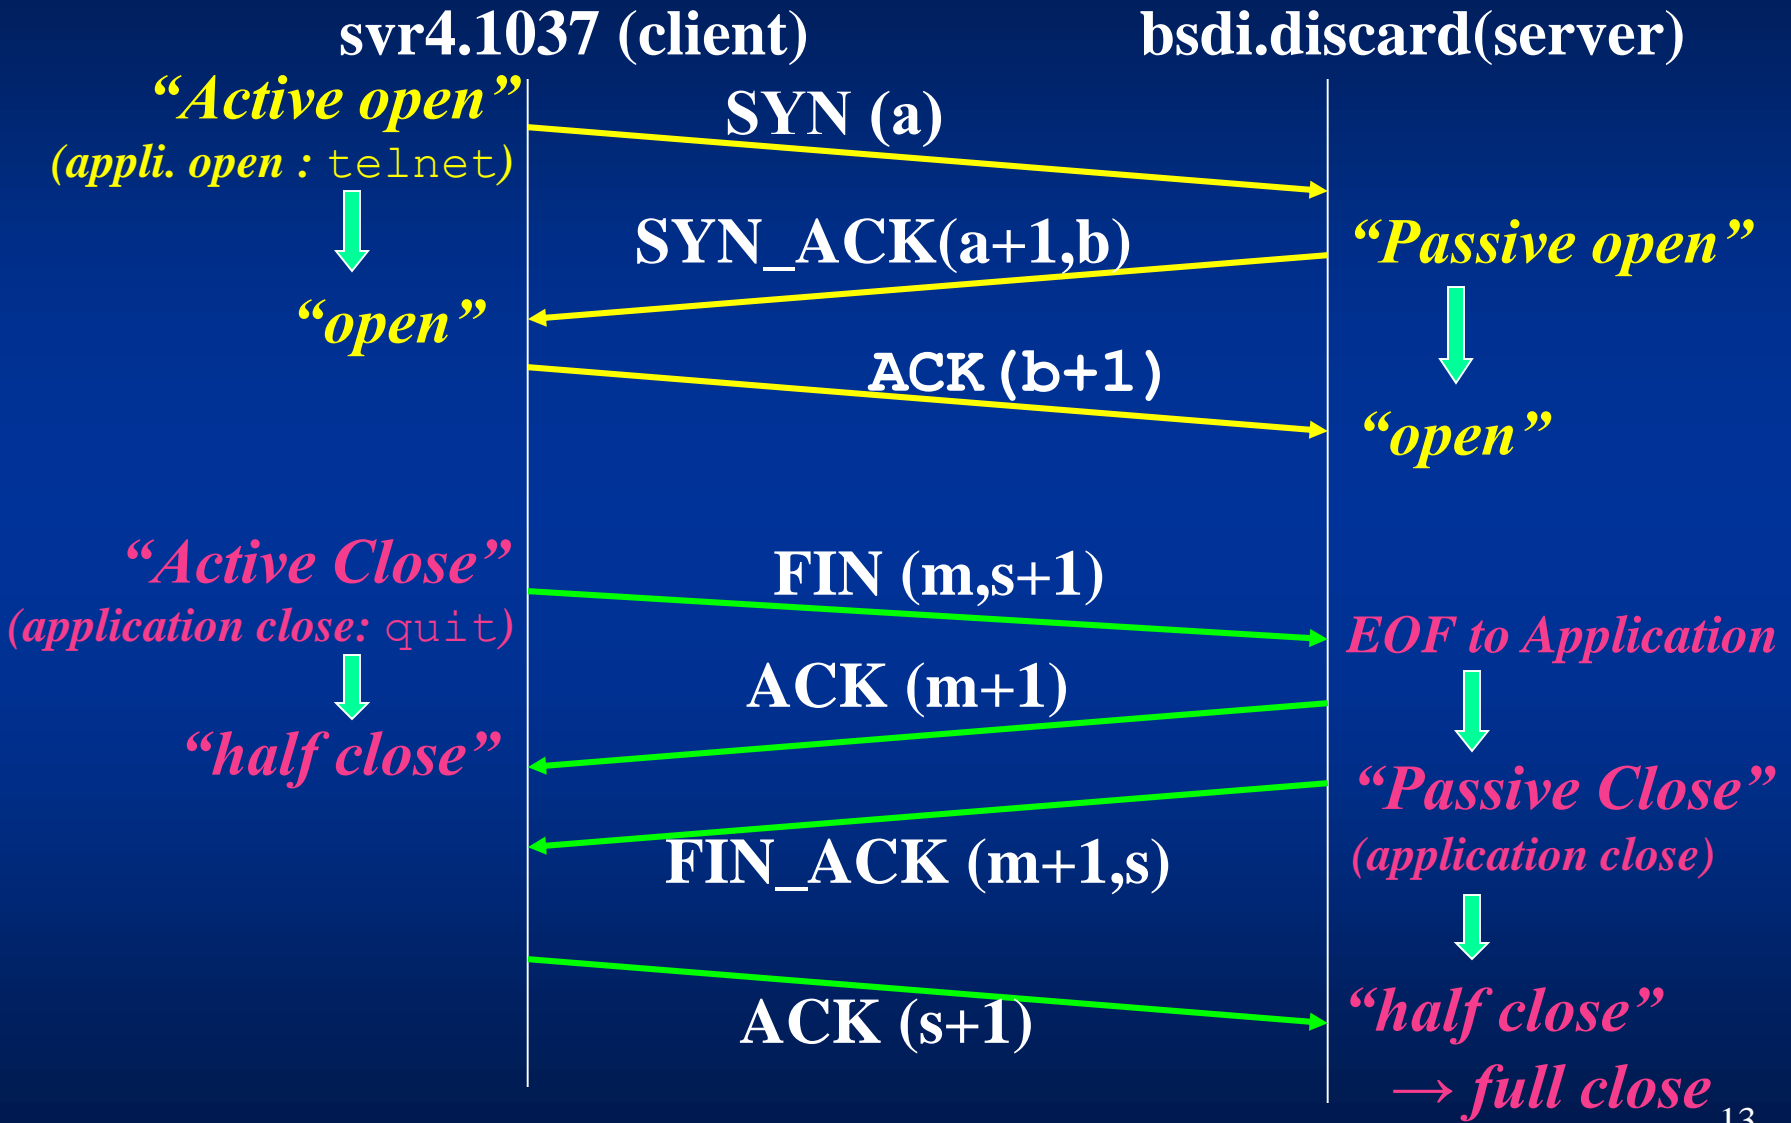 svr4.1037 (client)
bsdi.discard(server)
“Active open”
(appli. open : telnet)
SYN (a)
SYN_ACK(a+1,b)
“Passive open”
“open”
ACK(b+1)
“open”
“Active Close”
(application close: quit)
FIN (m,s+1)
EOF to Application
ACK (m+1)
“half close”
“Passive Close”
(application close)
FIN_ACK (m+1,s)
ACK (s+1)
“half close”
→ full close
13